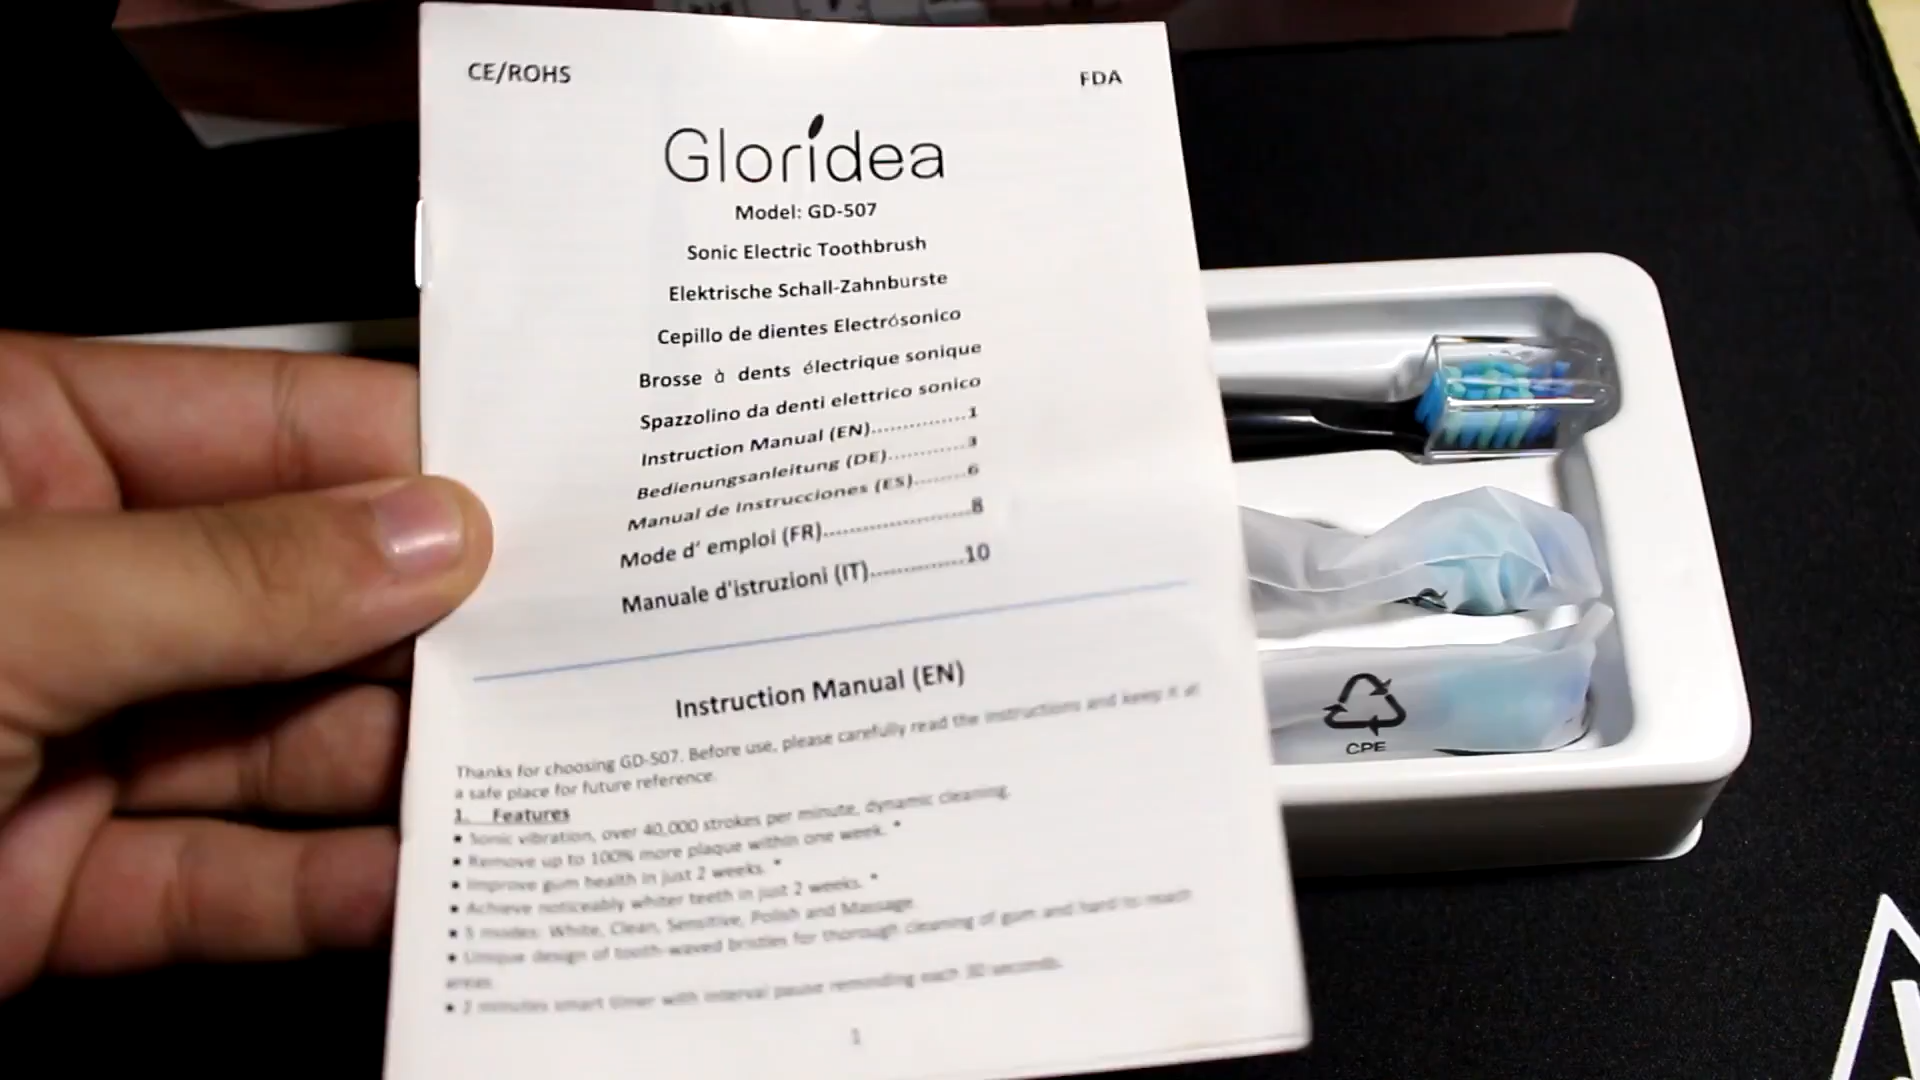 CE/ROHS
FDA
Gloridea
Model: GD-507
Sonic Electric Toothbrush
Elektrische Schall-Zahnburste
Cepillo de dientes Electrósonico
Brosse à dents électrique sonique
Spazzolino da denti elettrico sonico
Instruction Manual (EN)...............1
Bedienungsanleitung (DE)............3
Manual de Instrucciones (ES)........6
Mode d' emploi (FR)........................8
Manuale d'istruzioni (IT)...............10
Instruction Manual (EN)
Thanks for choosing GD-507. Before use, please carefully read the instructions and keep it at
a safe place for future reference.
1. Features
▪ Sonic vibration, over 40,000 strokes per minute, dynamic cleaning.
▪ Remove up to 100% more plaque within one week. *
▪ Improve gum health in just 2 weeks. *
▪ Achieve noticeably whiter teeth in just 2 weeks. *
▪ 5 modes: White, Clean, Sensitive, Polish and Massage.
▪ Unique design of tooth-waved bristles for thorough cleaning of gum and hard to reach
areas.
▪ 2 minutes smart timer with interval pause reminding each 30 seconds.
1
CPE